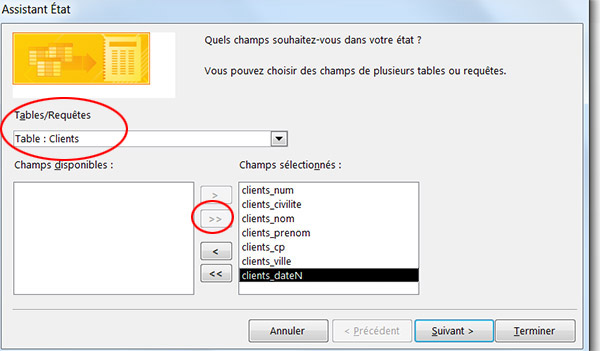 Assistant État
Quels champs souhaitez-vous dans votre état ?
Vous pouvez choisir des champs de plusieurs tables ou requêtes.
Tables/Requêtes
Table : Clients
Champs disponibles :
Champs sélectionnés :
>
>>
<
<<
clients_num
clients_civilite
clients_nom
clients_prenom
clients_cp
clients_ville
clients_dateN
Annuler
< Précédent
Suivant >
Terminer